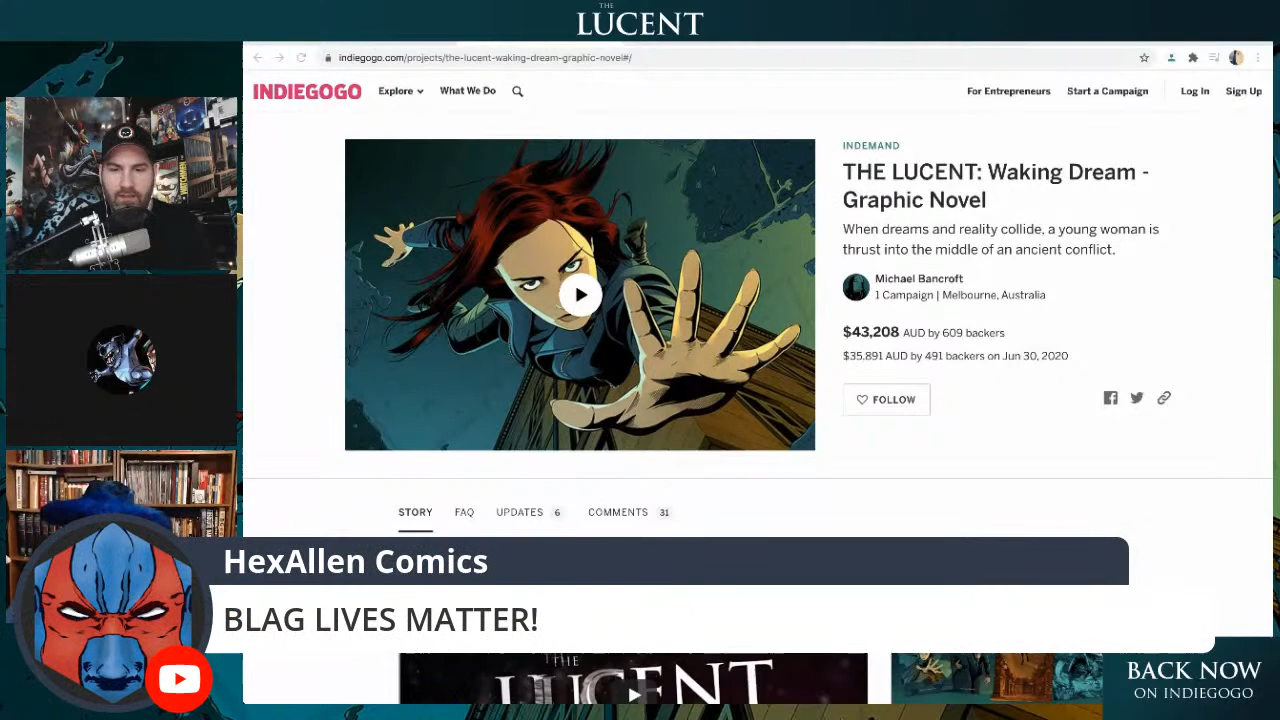 THE
LUCENT
indiegogo.com/projects/the-lucent-waking-dream-graphic-novel#/
INDIEGOGO
Explore
What We Do
For Entrepreneurs
Start a Campaign
Log In
Sign Up
INDEMAND
THE LUCENT: Waking Dream -
Graphic Novel
When dreams and reality collide, a young woman is
thrust into the middle of an ancient conflict.
Michael Bancroft
1 Campaign | Melbourne, Australia
$43,208 AUD by 609 backers
$35,891 AUD by 491 backers on Jun 30, 2020
FOLLOW
STORY
FAQ
UPDATES 6
COMMENTS 31
HexAllen Comics
BLAG LIVES MATTER!
THE
LUCENT
BACK NOW
ON INDIEGOGO